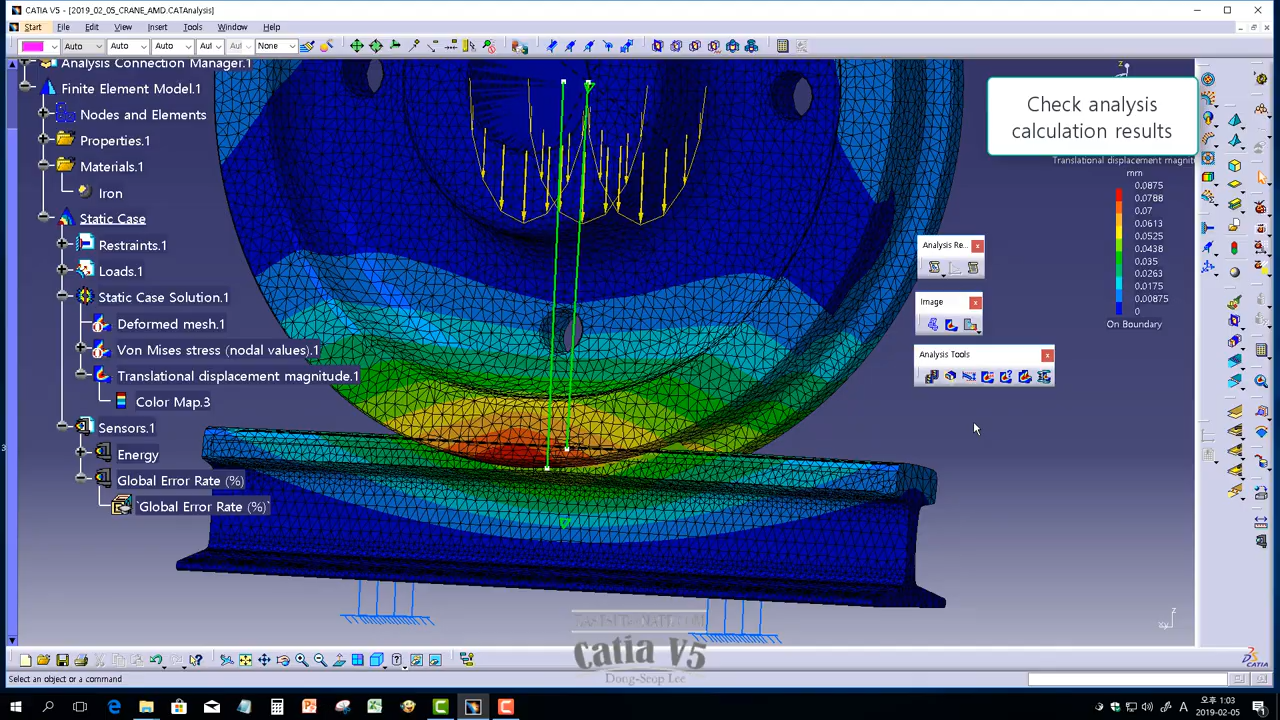 CATIA V5 - [2019_02_05_CRANE_AMD.CATAnalysis]
Start File Edit View Insert Tools Window Help
Auto Auto Auto Aut Aut None
Analysis Connection Manager.1
Finite Element Model.1
Nodes and Elements
Properties.1
Materials.1
Iron
Static Case
Restraints.1
Loads.1
Static Case Solution.1
Deformed mesh.1
Von Mises stress (nodal values).1
Translational displacement magnitude.1
Color Map.3
Sensors.1
Energy
Global Error Rate (%)
`Global Error Rate (%)`
Check analysis
calculation results
Translational displacement magnitu
mm
0.0875
0.0788
0.07
0.0613
0.0525
0.0438
0.035
0.0263
0.0175
0.00875
0
On Boundary
Analysis Re...
Image
Analysis Tools
z
z
xy
Catia V5
Dong-Seop Lee
Select an object or a command
DASSAULT SYSTEMES
A
오후 1:03
2019-02-05